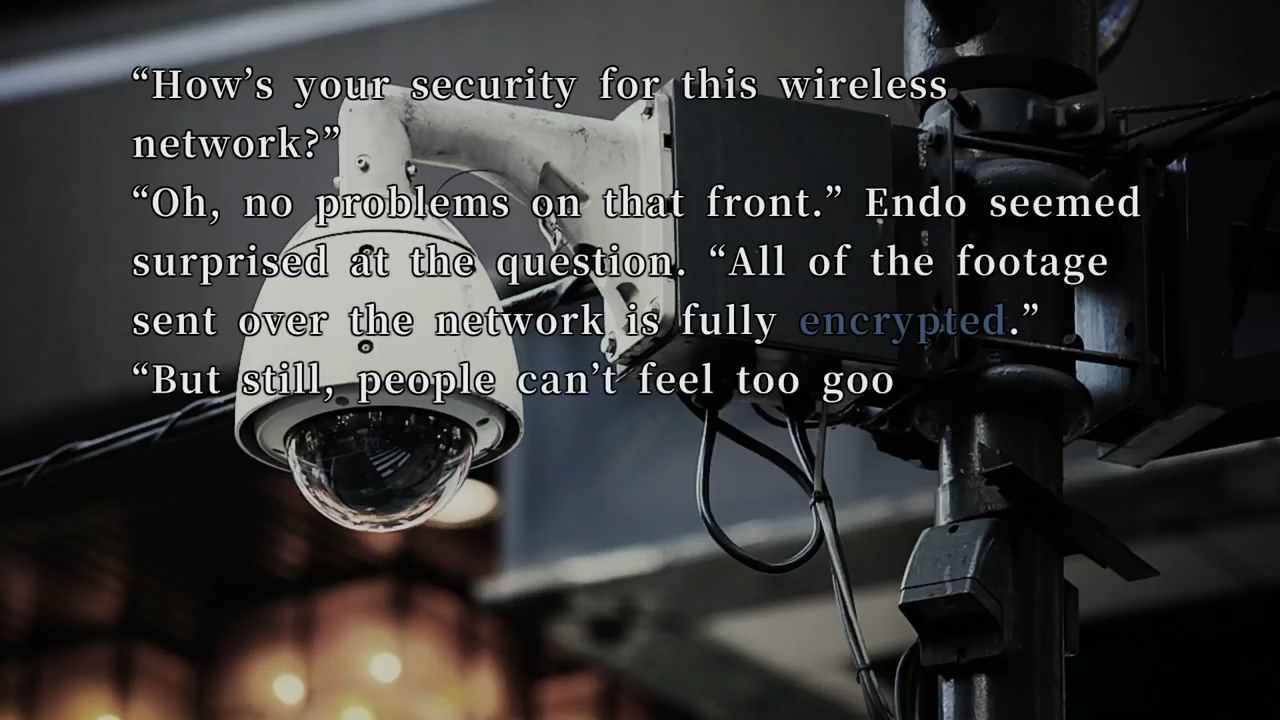 “How’s your security for this wireless
network?”
“Oh, no problems on that front.” Endo seemed
surprised at the question. “All of the footage
sent over the network is fully encrypted.”
“But still, people can’t feel too goo